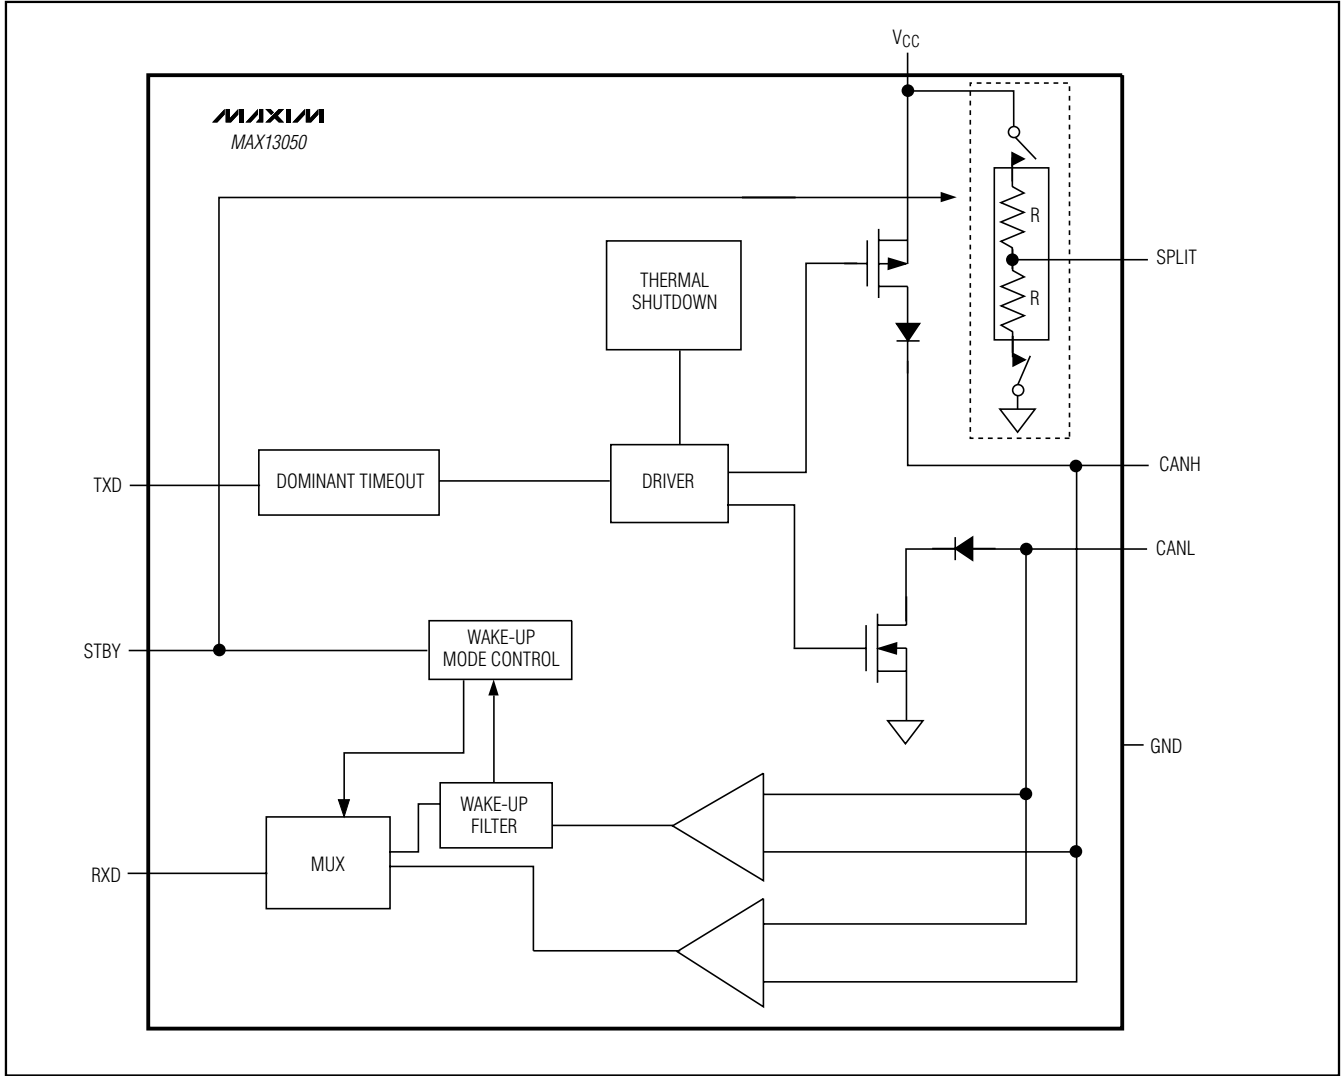 VCC
MAXIM
MAX13050
R
THERMAL
SHUTDOWN
SPLIT
R
CANH
TXD
DOMINANT TIMEOUT
DRIVER
CANL
WAKE-UP
MODE CONTROL
STBY
GND
WAKE-UP
FILTER
MUX
RXD